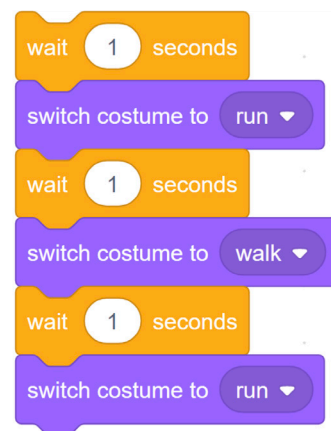 wait 1 seconds
switch costume to run
wait 1 seconds
switch costume to walk
wait 1 seconds
switch costume to run